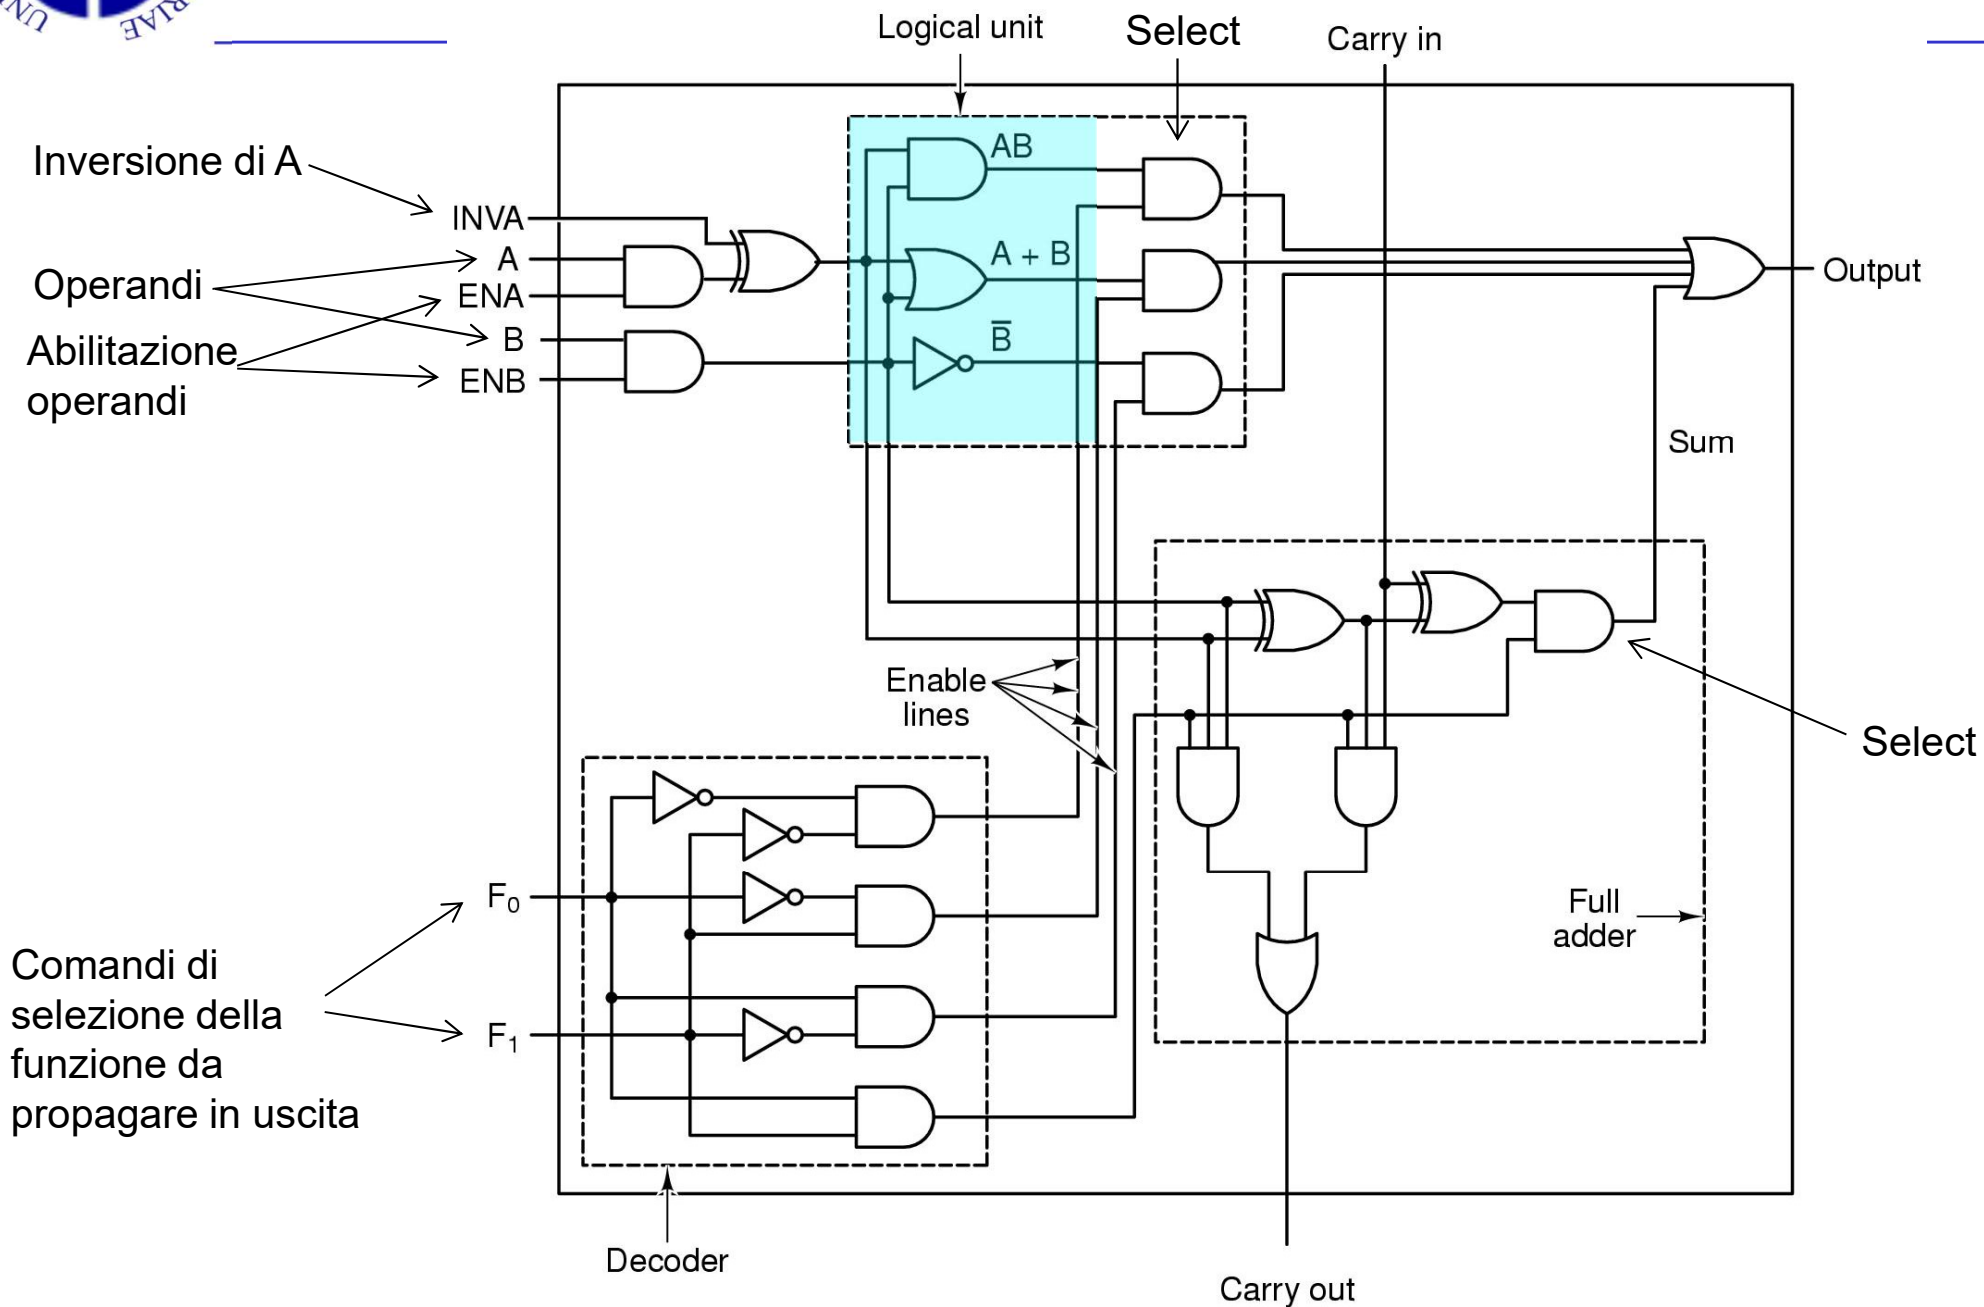 Logical unit
Select
Carry in
Inversione di A
INVA
A
ENA
B
ENB
Operandi
Abilitazione
operandi
AB
A + B
B̅
Output
Sum
Enable
lines
Select
F₀
F₁
Full
adder
Comandi di
selezione della
funzione da
propagare in uscita
Decoder
Carry out